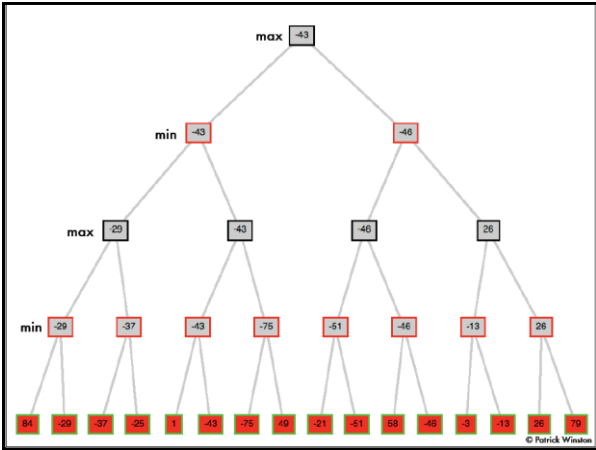 max -43
min -43 -46
max -29 -43 -46 26
min -29 -37 -43 -75 -51 -46 -13 26
84 -29 -37 -25 1 -43 -75 49 -21 -51 58 -46 -3 -13 26 79
© Patrick Winston